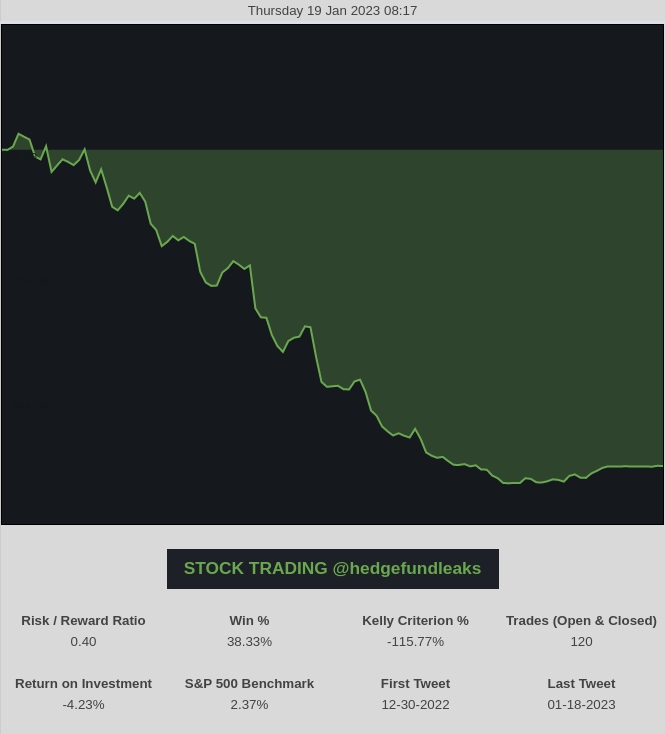 Thursday 19 Jan 2023 08:17
STOCK TRADING @hedgefundleaks
Risk / Reward Ratio Win % Kelly Criterion % Trades (Open & Closed)
0.40 38.33% -115.77% 120
Return on Investment S&P 500 Benchmark First Tweet Last Tweet
-4.23% 2.37% 12-30-2022 01-18-2023